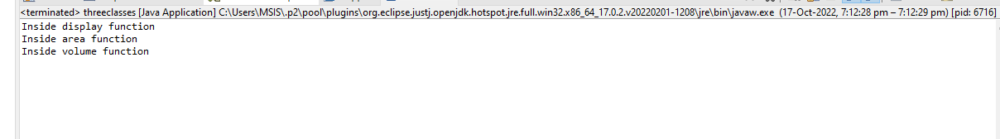 <terminated> threeclasses [Java Application] C:\Users\MSIS\.p2\pool\plugins\org.eclipse.justj.openjdk.hotspot.jre.full.win32.x86_64_17.0.2.v20220201-1208\jre\bin\javaw.exe (17-Oct-2022, 7:12:28 pm – 7:12:29 pm) [pid: 6716]
Inside display function
Inside area function
Inside volume function